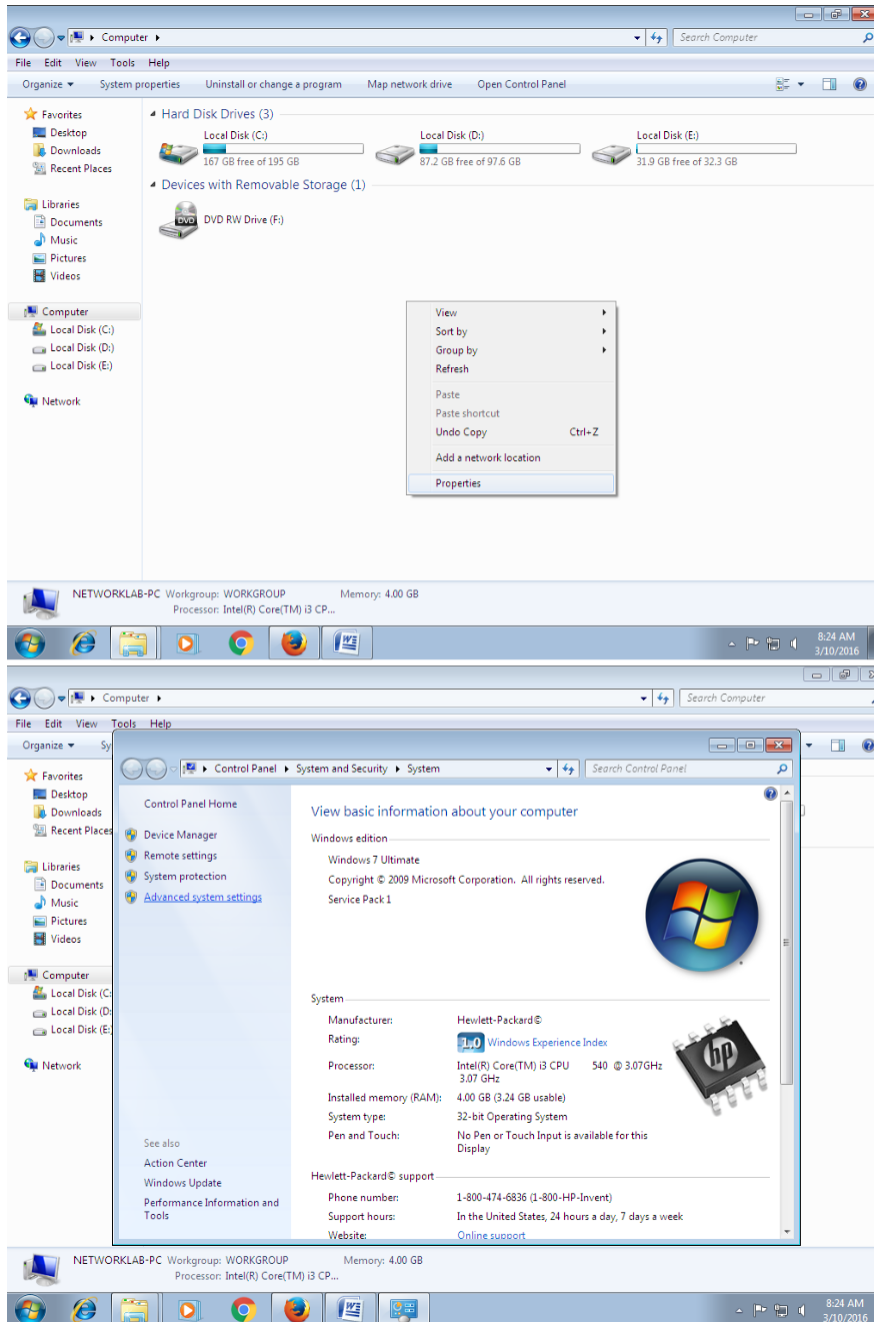 Computer
Search Computer
File Edit View Tools Help
Organize System properties Uninstall or change a program Map network drive Open Control Panel
Favorites
Desktop
Downloads
Recent Places
Libraries
Documents
Music
Pictures
Videos
Computer
Local Disk (C:)
Local Disk (D:)
Local Disk (E:)
Network
Hard Disk Drives (3)
Local Disk (C:)
167 GB free of 195 GB
Local Disk (D:)
87.2 GB free of 97.6 GB
Local Disk (E:)
31.9 GB free of 32.3 GB
Devices with Removable Storage (1)
DVD
DVD RW Drive (F:)
View
Sort by
Group by
Refresh
Paste
Paste shortcut
Undo Copy Ctrl+Z
Add a network location
Properties
NETWORKLAB-PC Workgroup: WORKGROUP Memory: 4.00 GB
Processor: Intel(R) Core(TM) i3 CP...
8:24 AM
3/10/2016
Computer
Search Computer
File Edit View Tools Help
Organize Sy
Favorites
Desktop
Downloads
Recent Places
Libraries
Documents
Music
Pictures
Videos
Computer
Local Disk (C:
Local Disk (D:
Local Disk (E:
Network
Control Panel System and Security System
Search Control Panel
Control Panel Home
Device Manager
Remote settings
System protection
Advanced system settings
See also
Action Center
Windows Update
Performance Information and
Tools
View basic information about your computer
Windows edition
Windows 7 Ultimate
Copyright © 2009 Microsoft Corporation. All rights reserved.
Service Pack 1
System
Manufacturer: Hewlett-Packard©
Rating: 1.0 Windows Experience Index
Processor: Intel(R) Core(TM) i3 CPU 540 @ 3.07GHz
3.07 GHz
Installed memory (RAM): 4.00 GB (3.24 GB usable)
System type: 32-bit Operating System
Pen and Touch: No Pen or Touch Input is available for this
Display
hp
Hewlett-Packard© support
Phone number: 1-800-474-6836 (1-800-HP-Invent)
Support hours: In the United States, 24 hours a day, 7 days a week
Website: Online support
NETWORKLAB-PC Workgroup: WORKGROUP Memory: 4.00 GB
Processor: Intel(R) Core(TM) i3 CP...
8:24 AM
3/10/2016